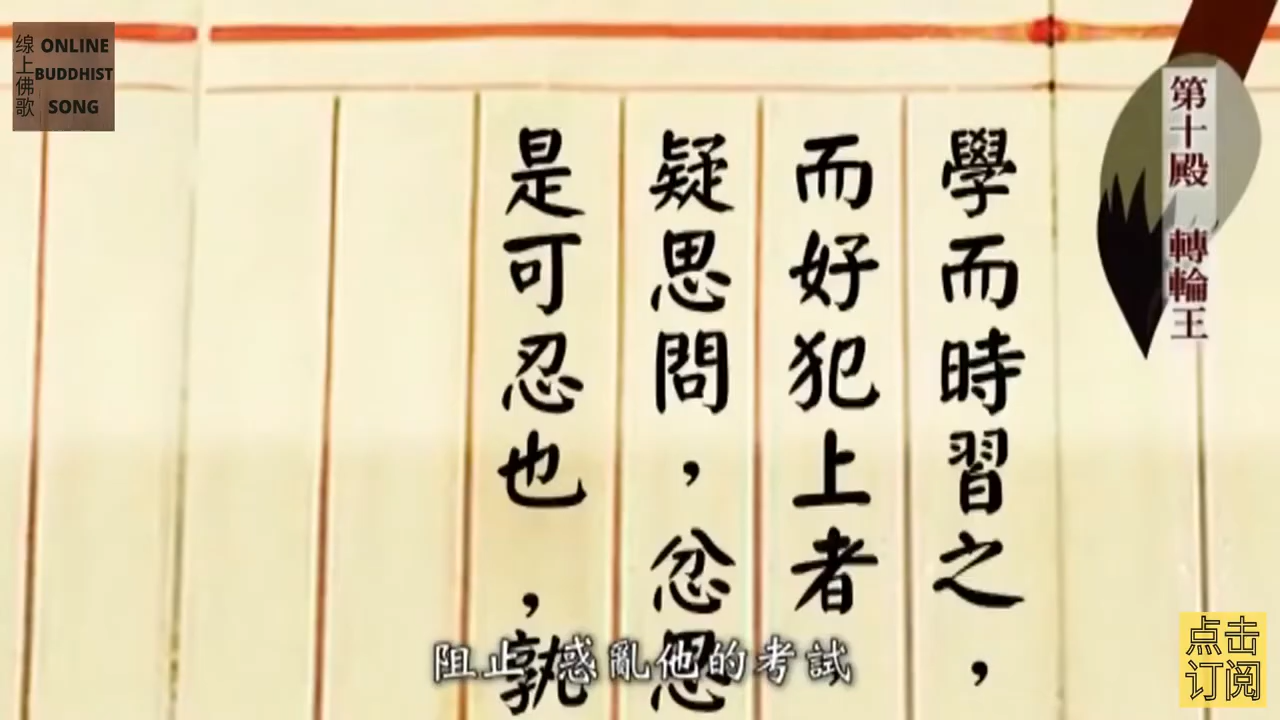 线上佛歌
ONLINE
BUDDHIST
SONG
第十殿 轉輪王
學而時習之，
而好犯上者
疑思問，忿思
是可忍也，孰
阻止 惑亂他的考試
点击
订阅